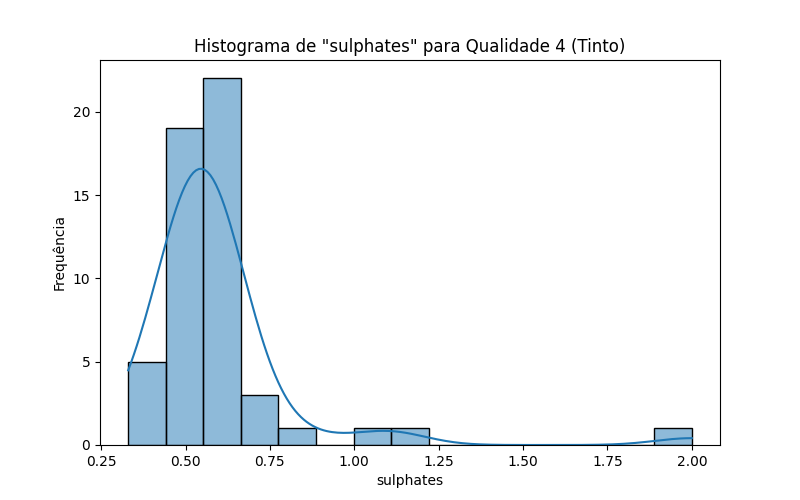 Histograma de "sulphates" para Qualidade 4 (Tinto)
Frequência
20
15
10
5
0
0.25 0.50 0.75 1.00 1.25 1.50 1.75 2.00
sulphates